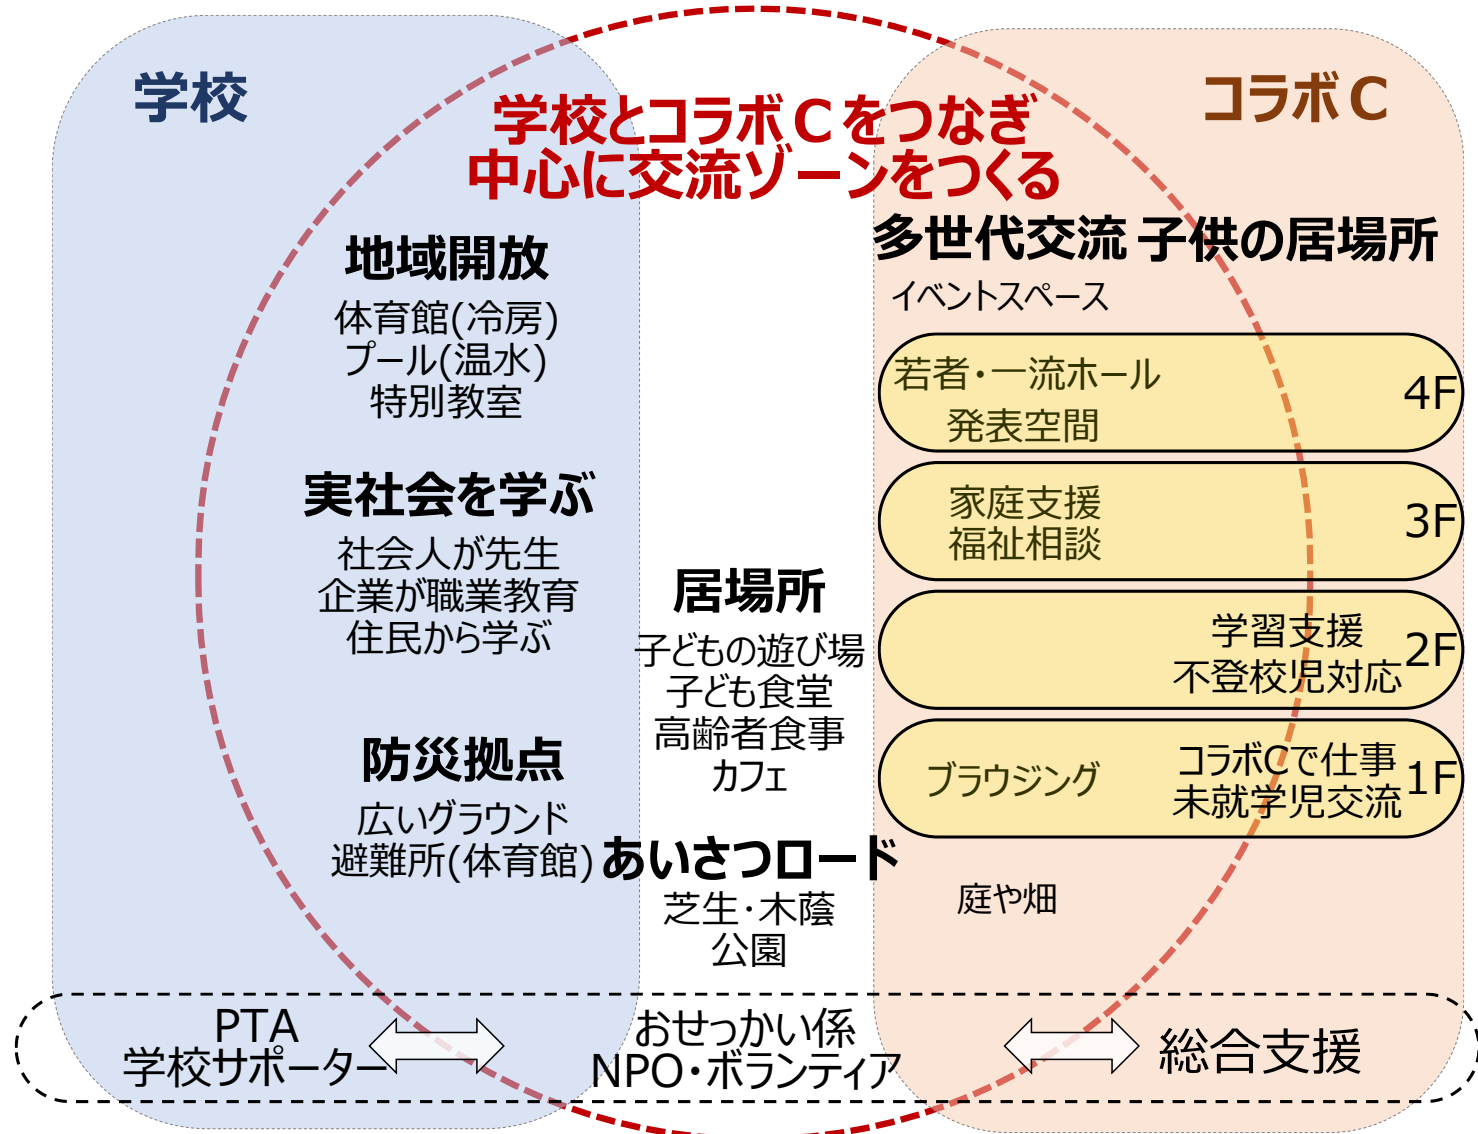 学校
学校とコラボCをつなぎ
中心に交流ゾーンをつくる
コラボC
地域開放
体育館(冷房)
プール(温水)
特別教室
実社会を学ぶ
社会人が先生
企業が職業教育
住民から学ぶ
防災拠点
広いグラウンド
避難所(体育館)
居場所
子どもの遊び場
子ども食堂
高齢者食事
カフェ
あいさつロード
芝生・木蔭
公園
多世代交流 子供の居場所
イベントスペース
若者・一流ホール
発表空間
4F
家庭支援
福祉相談
3F
学習支援
不登校児対応
2F
ブラウジング
コラボCで仕事
未就学児交流
1F
庭や畑
PTA
学校サポーター
おせっかい係
NPO・ボランティア
総合支援